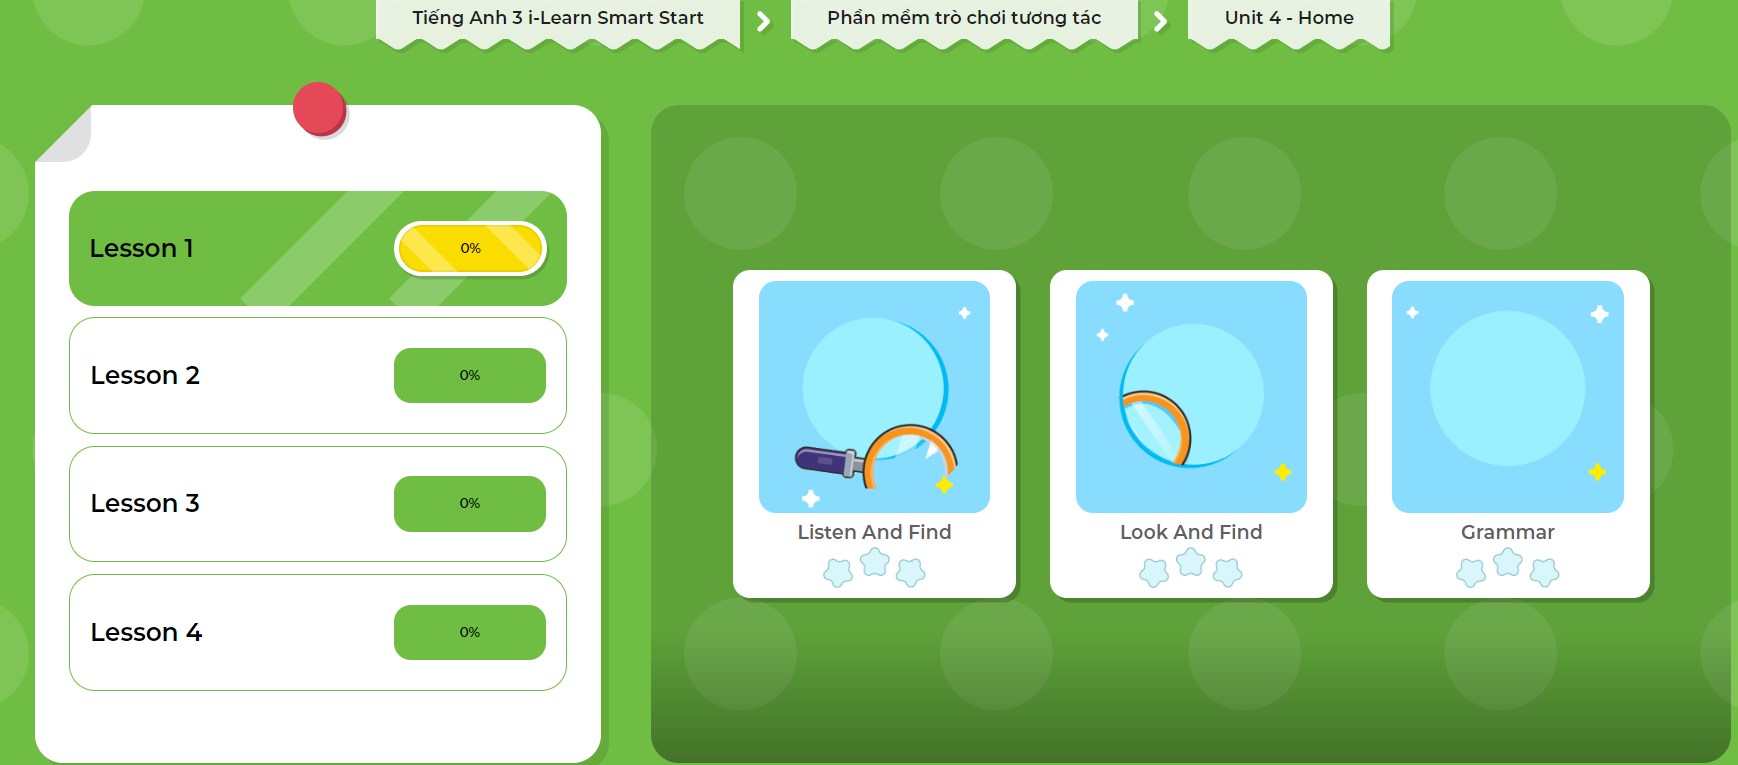 Tiếng Anh 3 i-Learn Smart Start
Phần mềm trò chơi tương tác
Unit 4 - Home
Lesson 1
0%
Lesson 2
0%
Lesson 3
0%
Lesson 4
0%
Listen And Find
Look And Find
Grammar